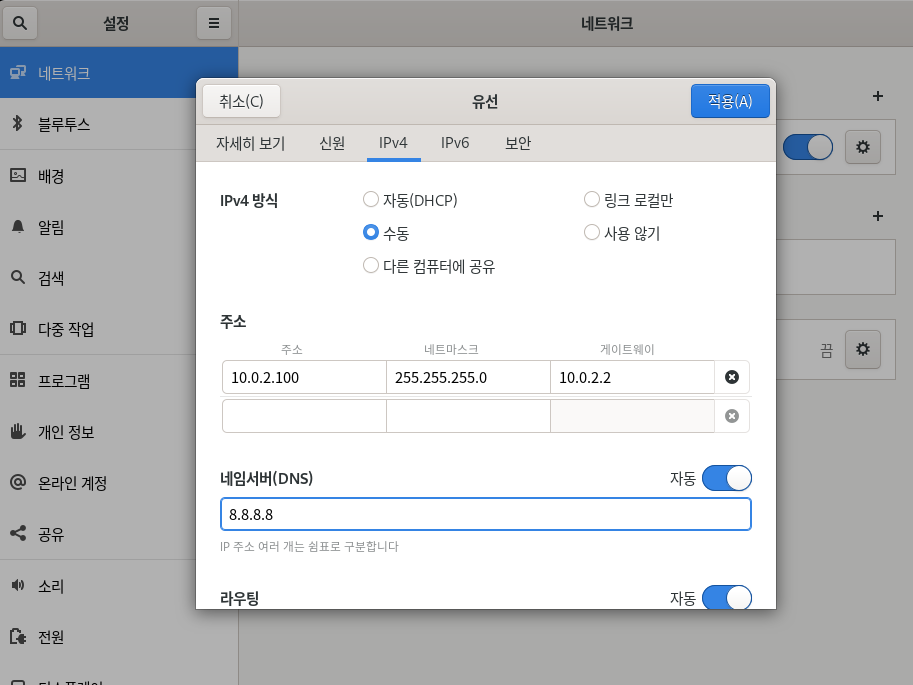 설정
네트워크
네트워크
블루투스
배경
알림
검색
다중 작업
프로그램
개인 정보
온라인 계정
공유
소리
전원
끔
취소(C)
유선
적용(A)
자세히 보기 신원 IPv4 IPv6 보안
IPv4 방식
자동(DHCP) 링크 로컬만
수동 사용 않기
다른 컴퓨터에 공유
주소
주소 네트마스크 게이트웨이
10.0.2.100 255.255.255.0 10.0.2.2
네임서버(DNS) 자동
8.8.8.8
IP 주소 여러 개는 쉼표로 구분합니다
라우팅 자동